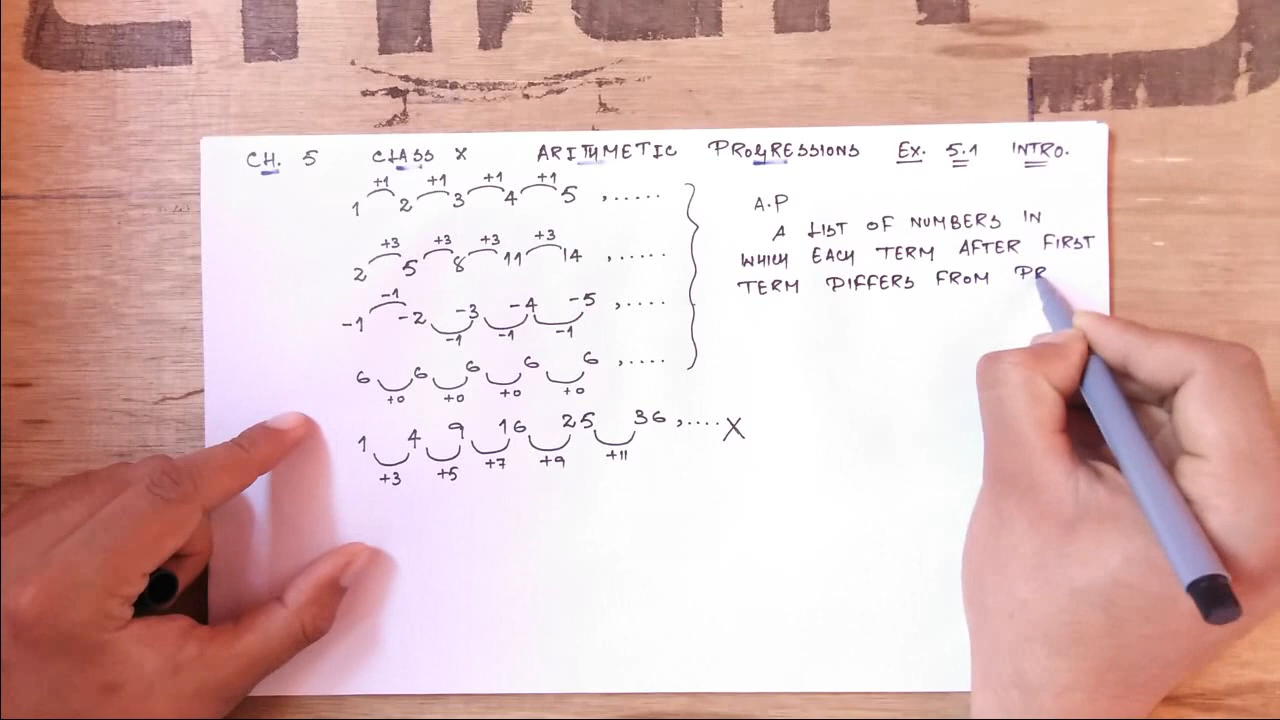 CH. 5 CLASS X ARITHMETIC PROGRESSIONS Ex. 5.1 INTRO.
+1 +1 +1 +1
1 2 3 4 5 , .....
+3 +3 +3 +3
2 5 8 11 14 , .....
-1
-1 -2 -3 -4 -5 , .....
-1 -1 -1
6 6 6 6 6 , ....
+0 +0 +0 +0
1 4 9 16 25 36 , .... X
+3 +5 +7 +9 +11
A.P
A LIST OF NUMBERS IN
WHICH EACH TERM AFTER FIRST
TERM DIFFERS FROM PR